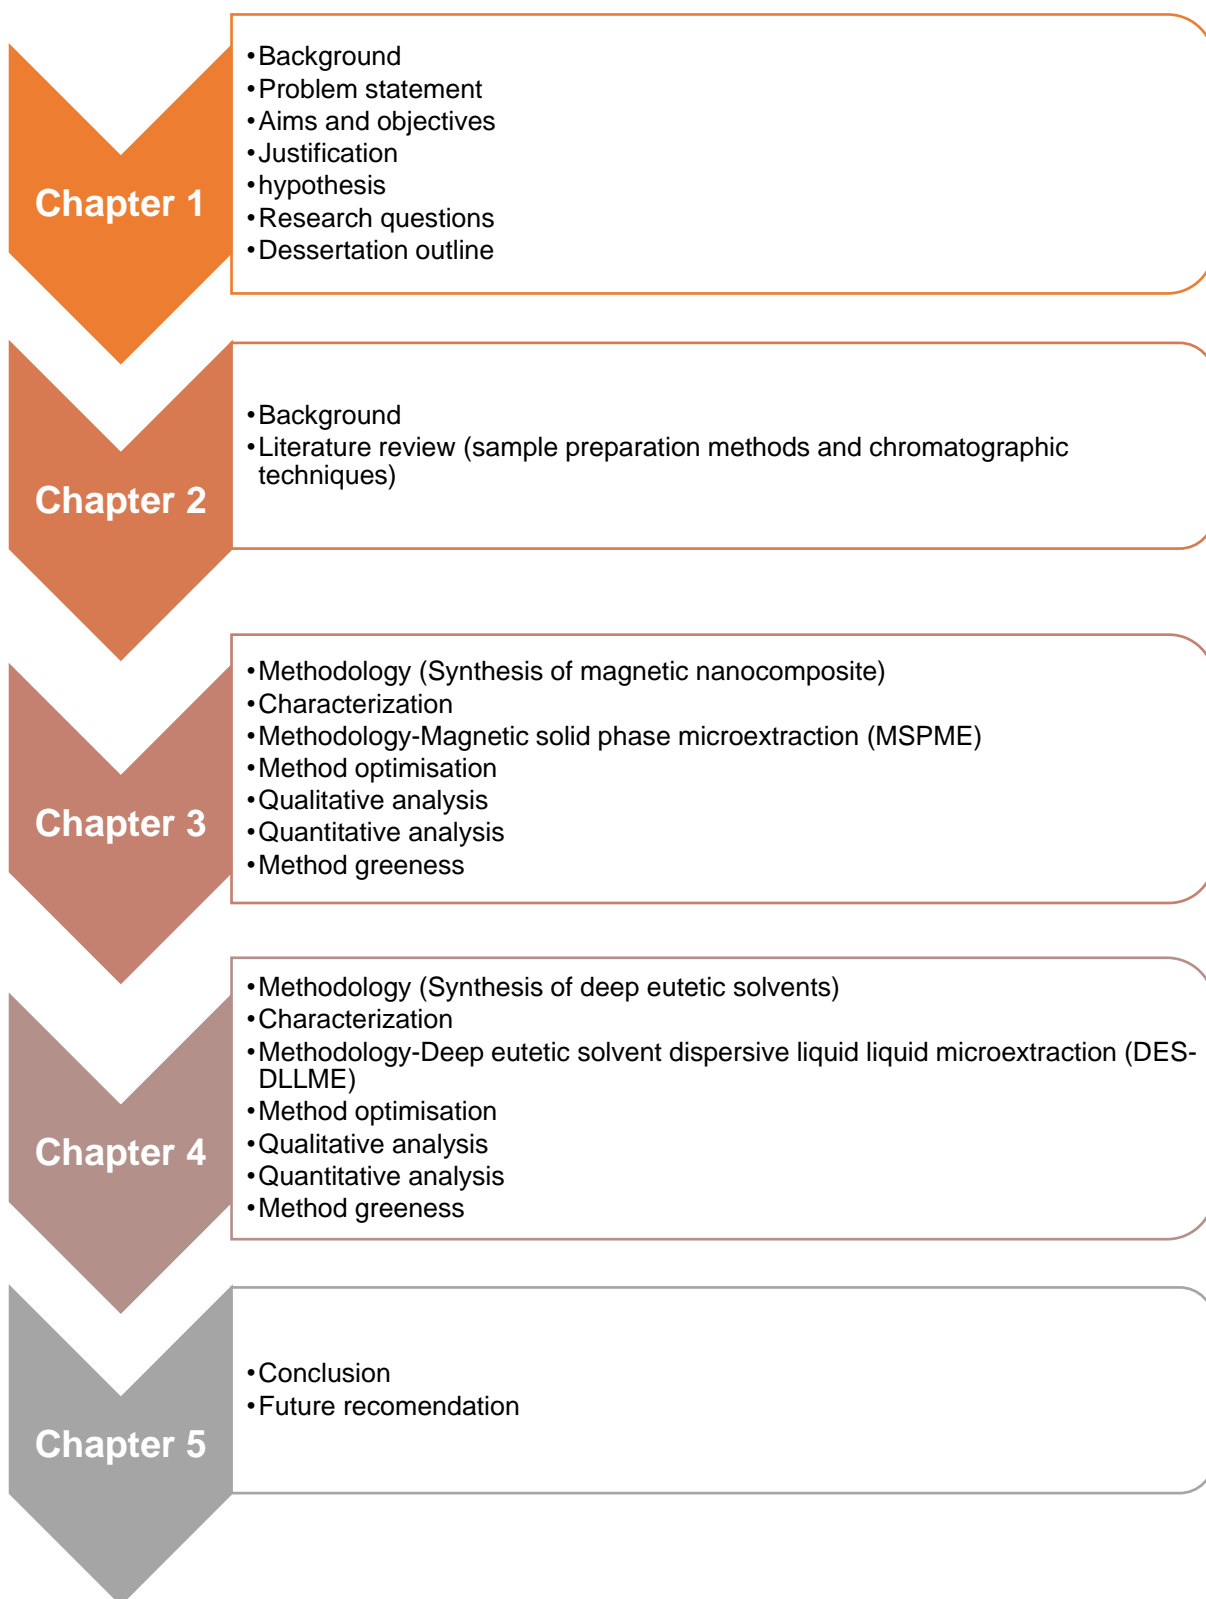 Chapter 1
•Background
•Problem statement
•Aims and objectives
•Justification
•hypothesis
•Research questions
•Dessertation outline
Chapter 2
•Background
•Literature review (sample preparation methods and chromatographic
techniques)
Chapter 3
•Methodology (Synthesis of magnetic nanocomposite)
•Characterization
•Methodology-Magnetic solid phase microextraction (MSPME)
•Method optimisation
•Qualitative analysis
•Quantitative analysis
•Method greeness
Chapter 4
•Methodology (Synthesis of deep eutetic solvents)
•Characterization
•Methodology-Deep eutetic solvent dispersive liquid liquid microextraction (DES-
DLLME)
•Method optimisation
•Qualitative analysis
•Quantitative analysis
•Method greeness
Chapter 5
•Conclusion
•Future recomendation